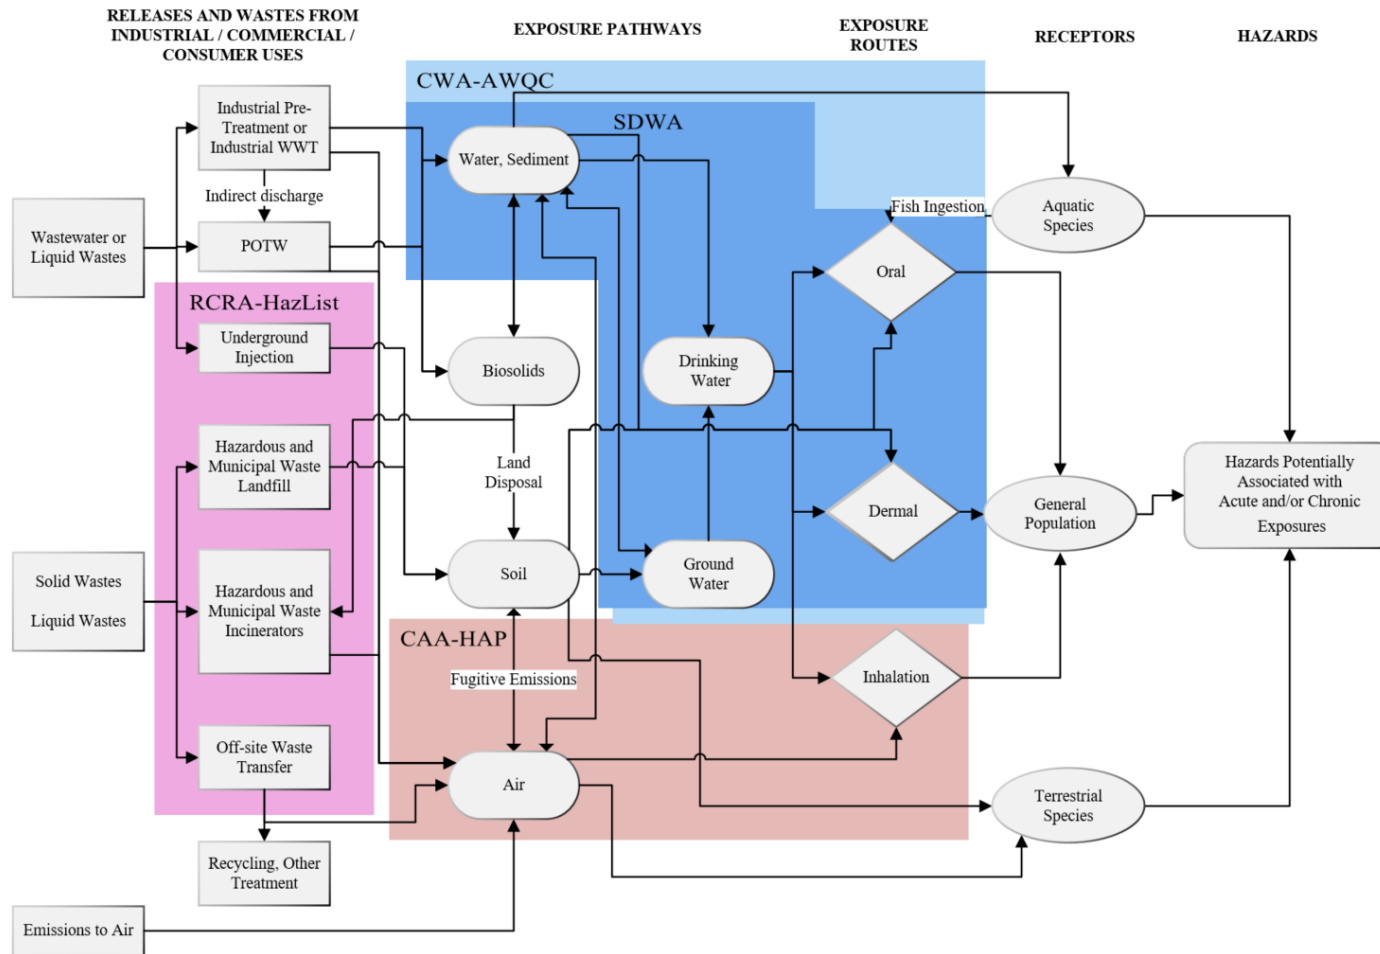 RELEASES AND WASTES FROM
INDUSTRIAL / COMMERCIAL /
CONSUMER USES
EXPOSURE PATHWAYS
EXPOSURE
ROUTES
RECEPTORS
HAZARDS
CWA-AWQC
SDWA
Industrial Pre-
Treatment or
Industrial WWT
Water, Sediment
Indirect discharge
Wastewater or
Liquid Wastes
POTW
Fish Ingestion
Aquatic
Species
Oral
RCRA-HazList
Underground
Injection
Biosolids
Drinking
Water
Hazardous and
Municipal Waste
Landfill
Land
Disposal
Dermal
General
Population
Hazards Potentially
Associated with
Acute and/or Chronic
Exposures
Solid Wastes
Liquid Wastes
Hazardous and
Municipal Waste
Incinerators
Soil
Ground
Water
CAA-HAP
Fugitive Emissions
Inhalation
Off-site Waste
Transfer
Air
Terrestrial
Species
Recycling, Other
Treatment
Emissions to Air